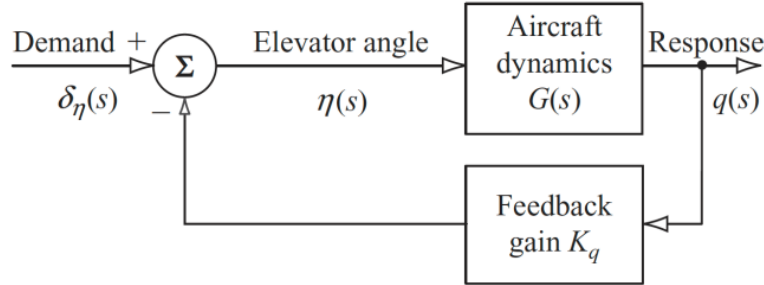 Demand +
δη(s)
Σ
−
Elevator angle
η(s)
Aircraft
dynamics
G(s)
Response
q(s)
Feedback
gain Kq